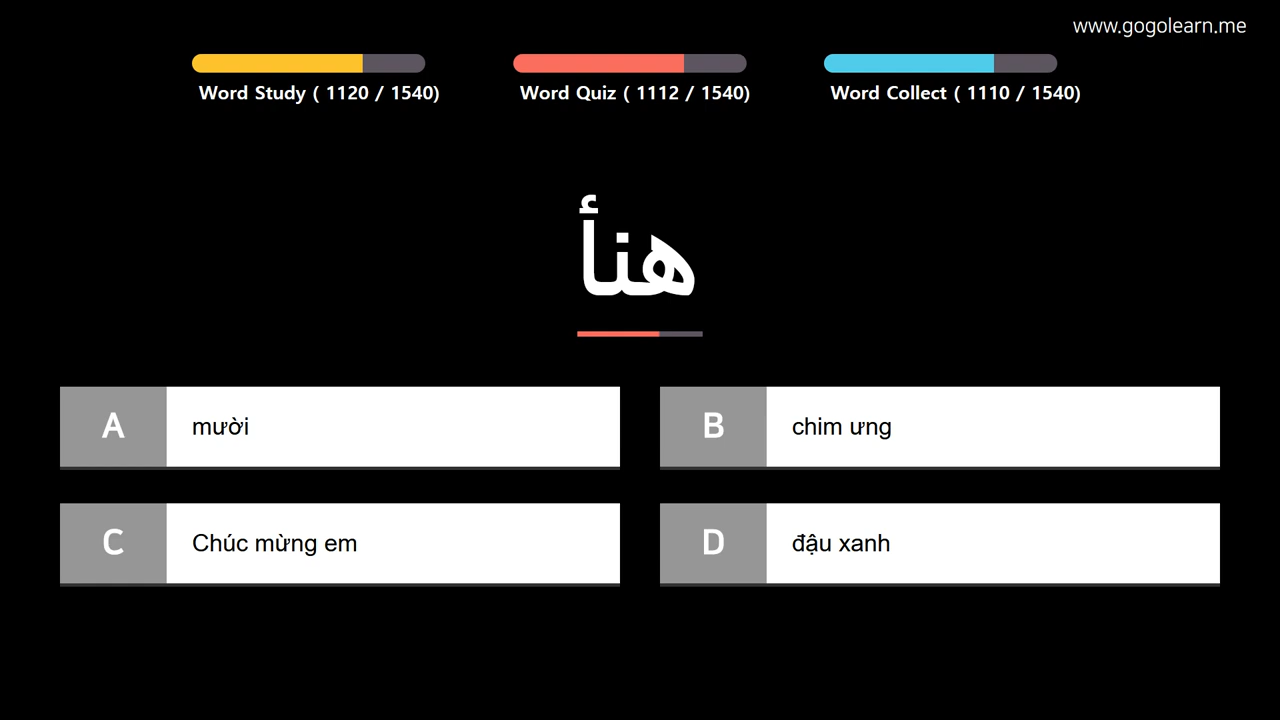 www.gogolearn.me
Word Study ( 1120 / 1540)
Word Quiz ( 1112 / 1540)
Word Collect ( 1110 / 1540)
هنأ
A mười
B chim ưng
C Chúc mừng em
D đậu xanh